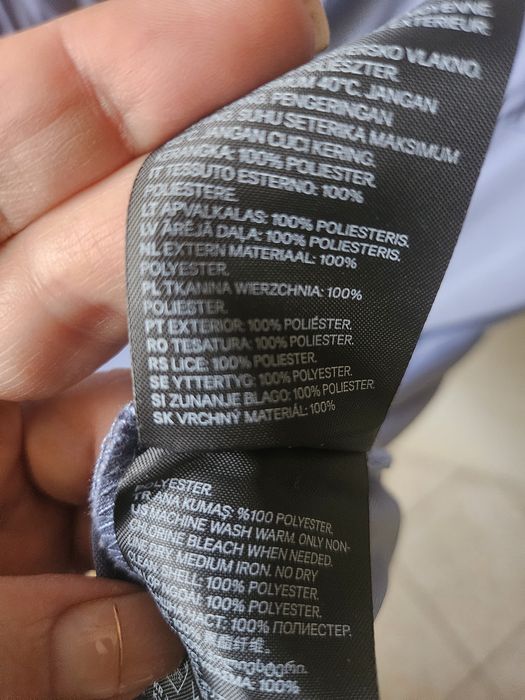 VLAKNO.
POLIESZTER.
40°C. JANGAN
PENGERINGAN
SUHU SETERIKA MAKSIMUM
JANGAN CUCI KERING.
100% POLIESTER.
IT TESSUTO ESTERNO: 100%
POLIESTERE.
LT APVALKALAS: 100% POLIESTERIS.
LV ĀRĒJĀ DAĻA: 100% POLIESTERIS.
NL EXTERN MATERIAAL: 100%
POLYESTER.
PL TKANINA WIERZCHNIA: 100%
POLIESTER.
PT EXTERIOR: 100% POLIÉSTER.
RO TESATURA: 100% POLIESTER.
RS LICE: 100% POLIESTER.
SE YTTERTYG: 100% POLYESTER.
SI ZUNANJE BLAGO: 100% POLIESTER.
SK VRCHNÝ MATERIÁL: 100%
POLYESTER
TR ANA KUMAŞ: %100 POLYESTER.
US MACHINE WASH WARM. ONLY NON-
CHLORINE BLEACH WHEN NEEDED.
DRY. MEDIUM IRON. NO DRY
SHELL: 100% POLYESTER.
100% POLYESTER.
ЧАСТ: 100% ПОЛИЕСТЕР.
100%